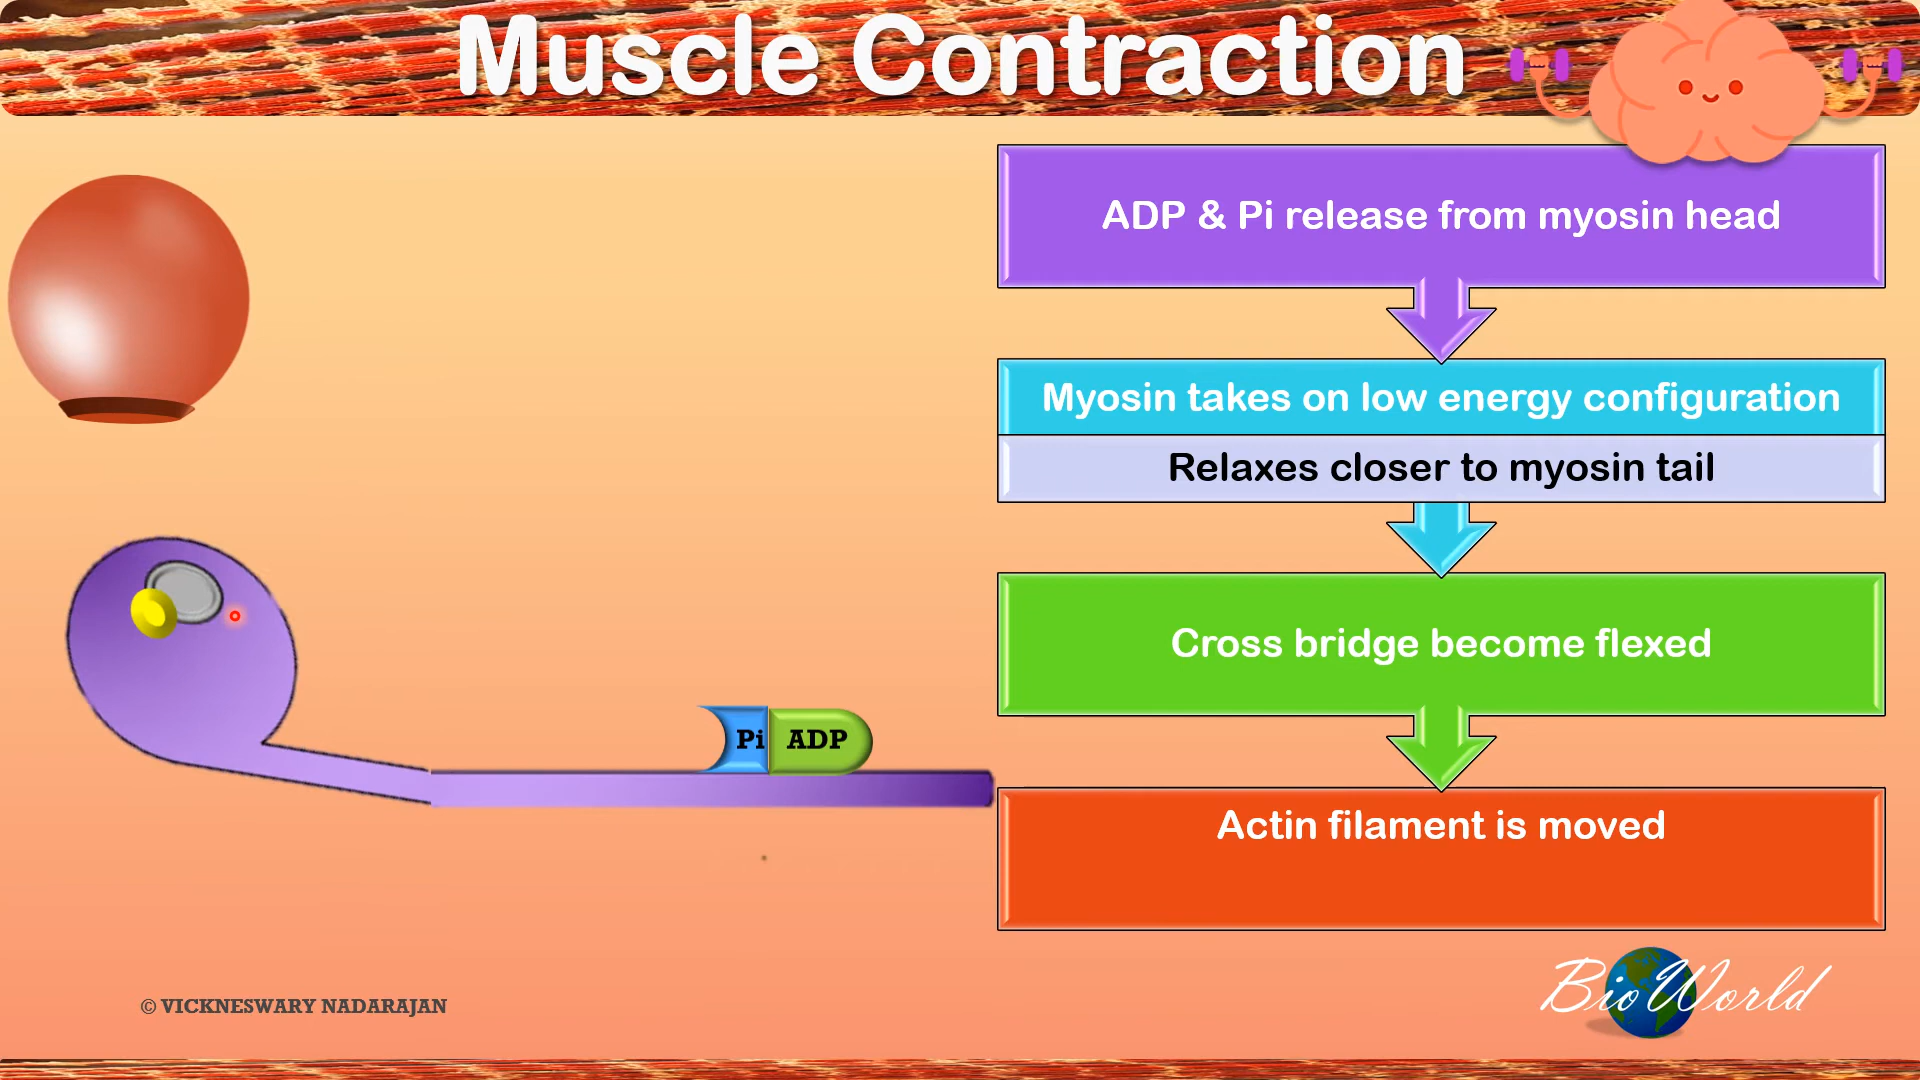 Muscle Contraction
ADP & Pi release from myosin head
Myosin takes on low energy configuration
Relaxes closer to myosin tail
Cross bridge become flexed
Pi ADP
Actin filament is moved
© VICKNESWARY NADARAJAN
BioWorld